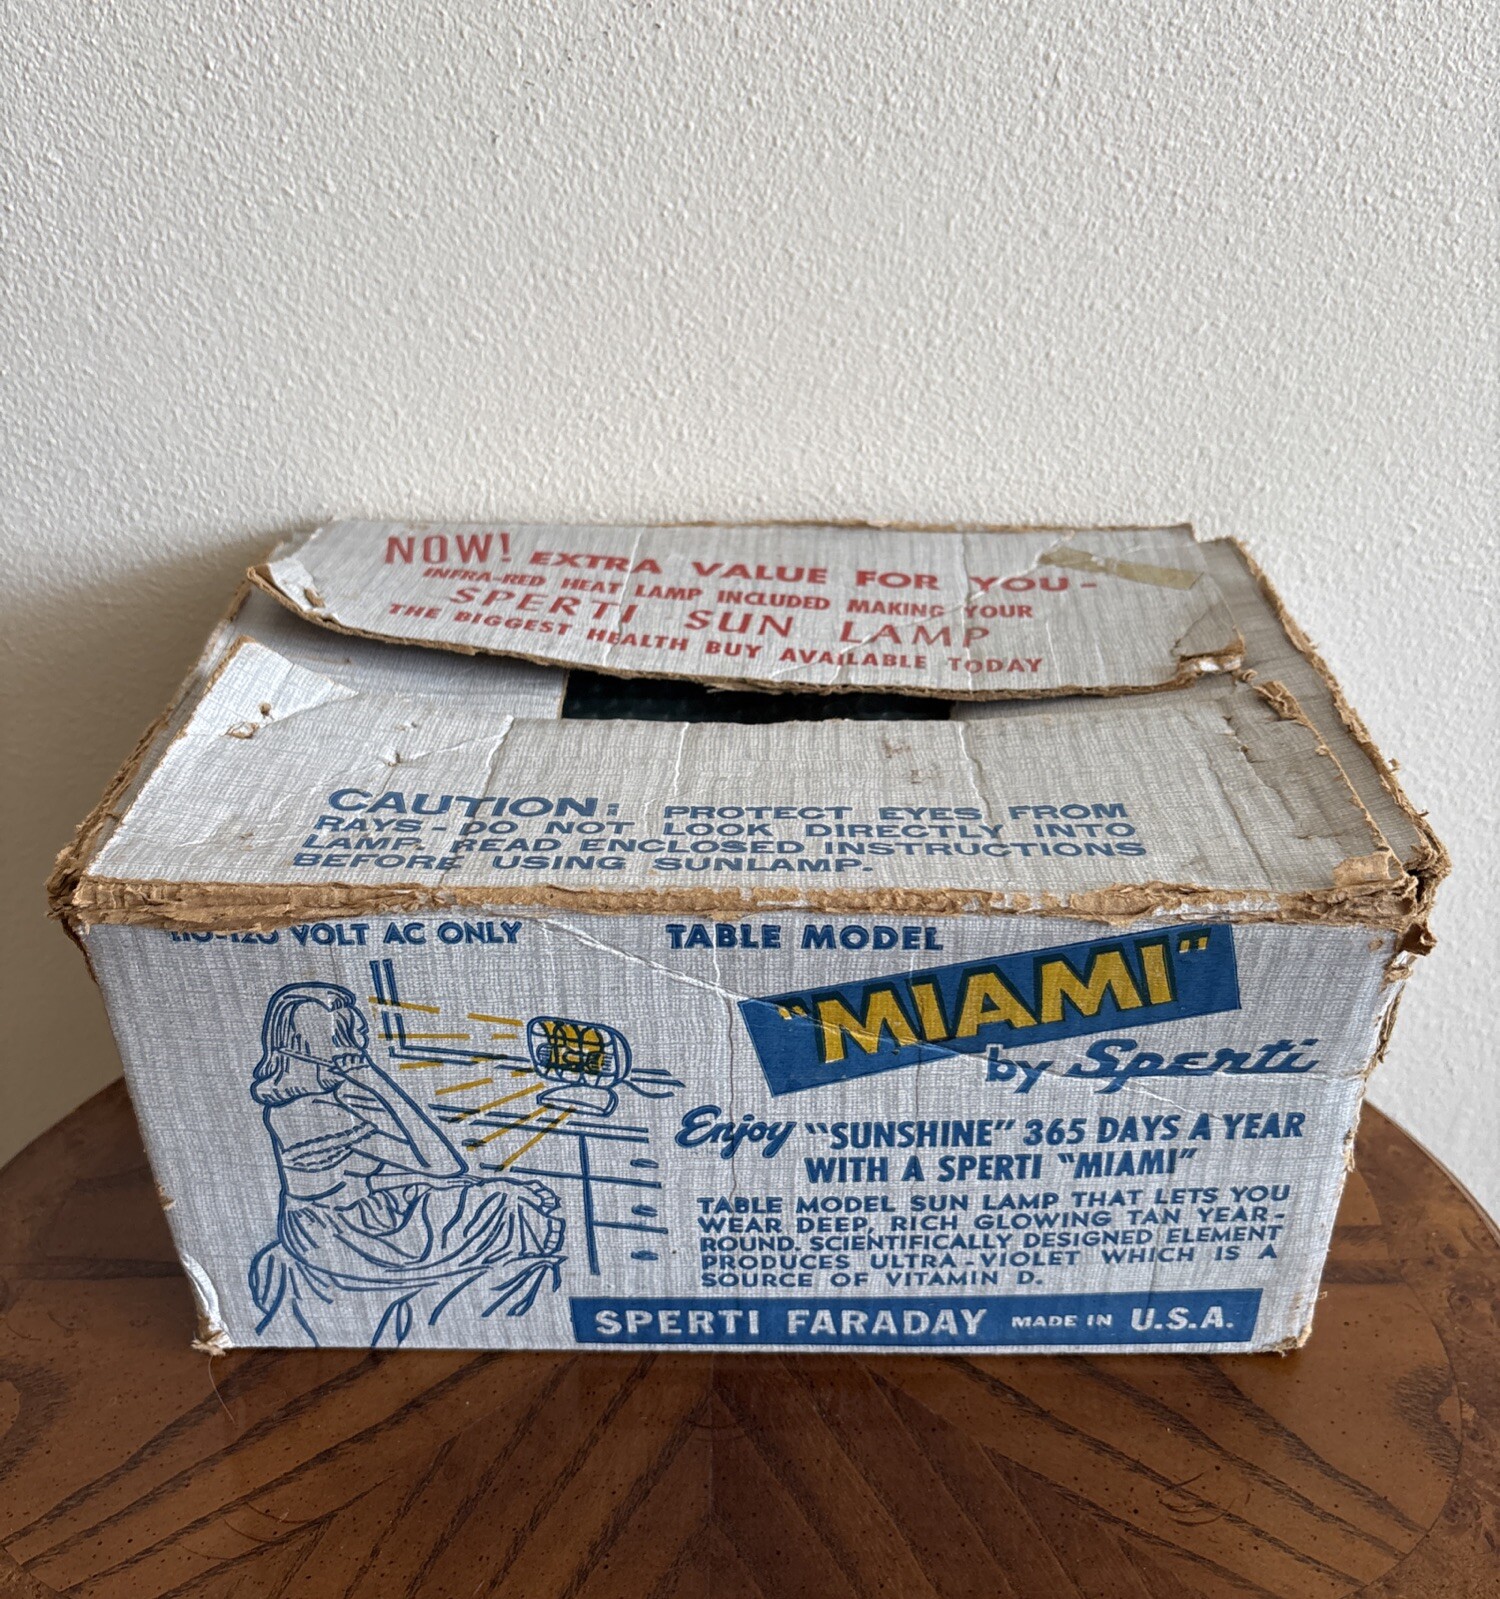 NOW! EXTRA VALUE FOR YOU-
INFRA-RED HEAT LAMP INCLUDED MAKING YOUR
SPERTI SUN LAMP
THE BIGGEST HEALTH BUY AVAILABLE TODAY
CAUTION: PROTECT EYES FROM
RAYS - DO NOT LOOK DIRECTLY INTO
LAMP. READ ENCLOSED INSTRUCTIONS
BEFORE USING SUNLAMP.
110-120 VOLT AC ONLY
TABLE MODEL
"MIAMI"
by Sperti
Enjoy "SUNSHINE" 365 DAYS A YEAR
WITH A SPERTI "MIAMI"
TABLE MODEL SUN LAMP THAT LETS YOU
WEAR DEEP, RICH GLOWING TAN YEAR-
ROUND. SCIENTIFICALLY DESIGNED ELEMENT
PRODUCES ULTRA-VIOLET WHICH IS A
SOURCE OF VITAMIN D.
SPERTI FARADAY MADE IN U.S.A.